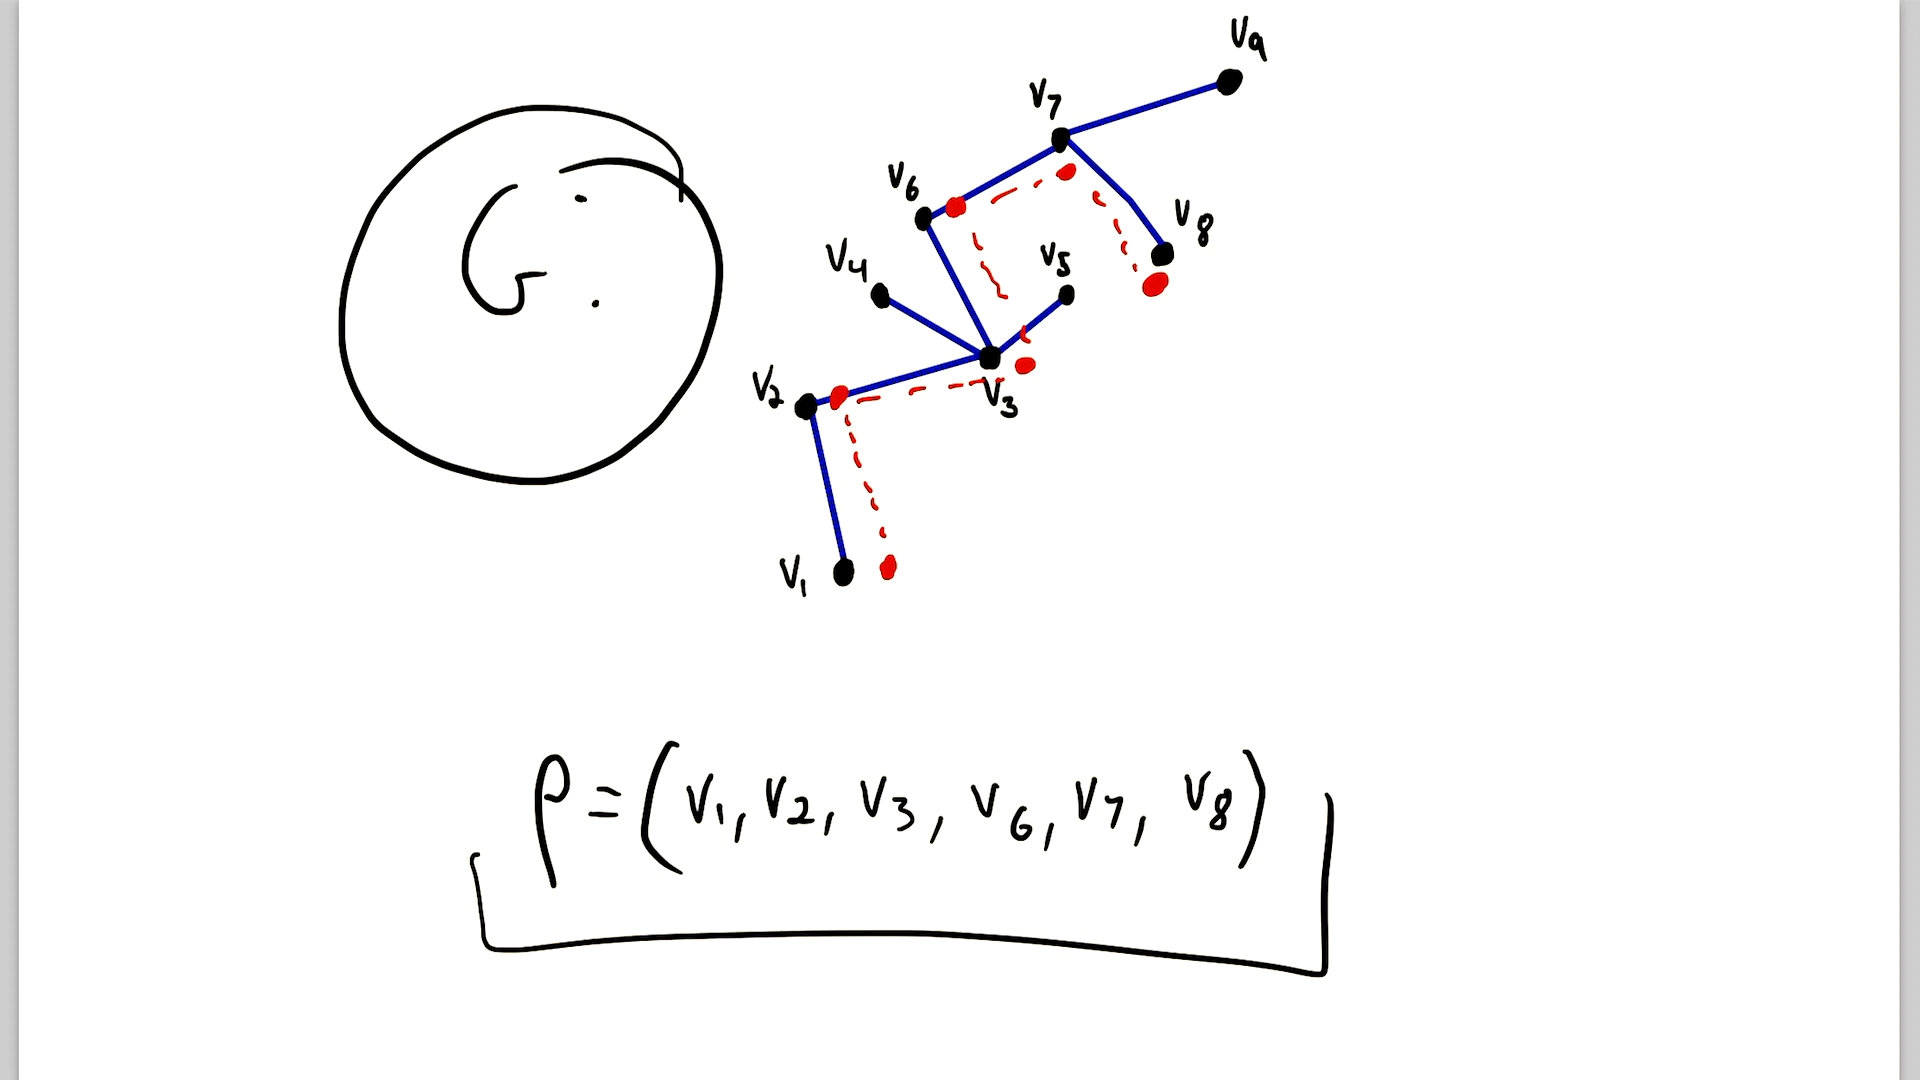 G :
V₉
V₇
V₆
V₈
V₄
V₅
V₂
V₃
V₁
P = (V₁, V₂, V₃, V₆, V₇, V₈)